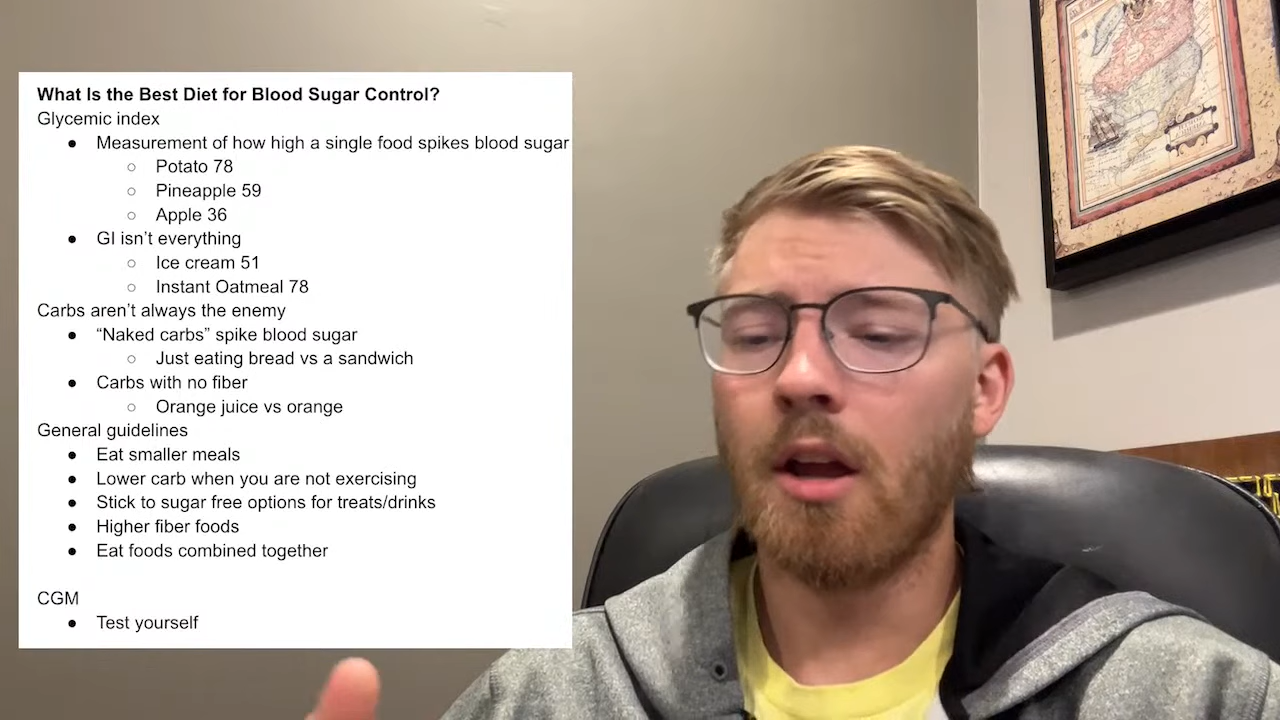 What Is the Best Diet for Blood Sugar Control?
Glycemic index
● Measurement of how high a single food spikes blood sugar
○ Potato 78
○ Pineapple 59
○ Apple 36
● GI isn’t everything
○ Ice cream 51
○ Instant Oatmeal 78
Carbs aren’t always the enemy
● “Naked carbs” spike blood sugar
○ Just eating bread vs a sandwich
● Carbs with no fiber
○ Orange juice vs orange
General guidelines
● Eat smaller meals
● Lower carb when you are not exercising
● Stick to sugar free options for treats/drinks
● Higher fiber foods
● Eat foods combined together
CGM
● Test yourself